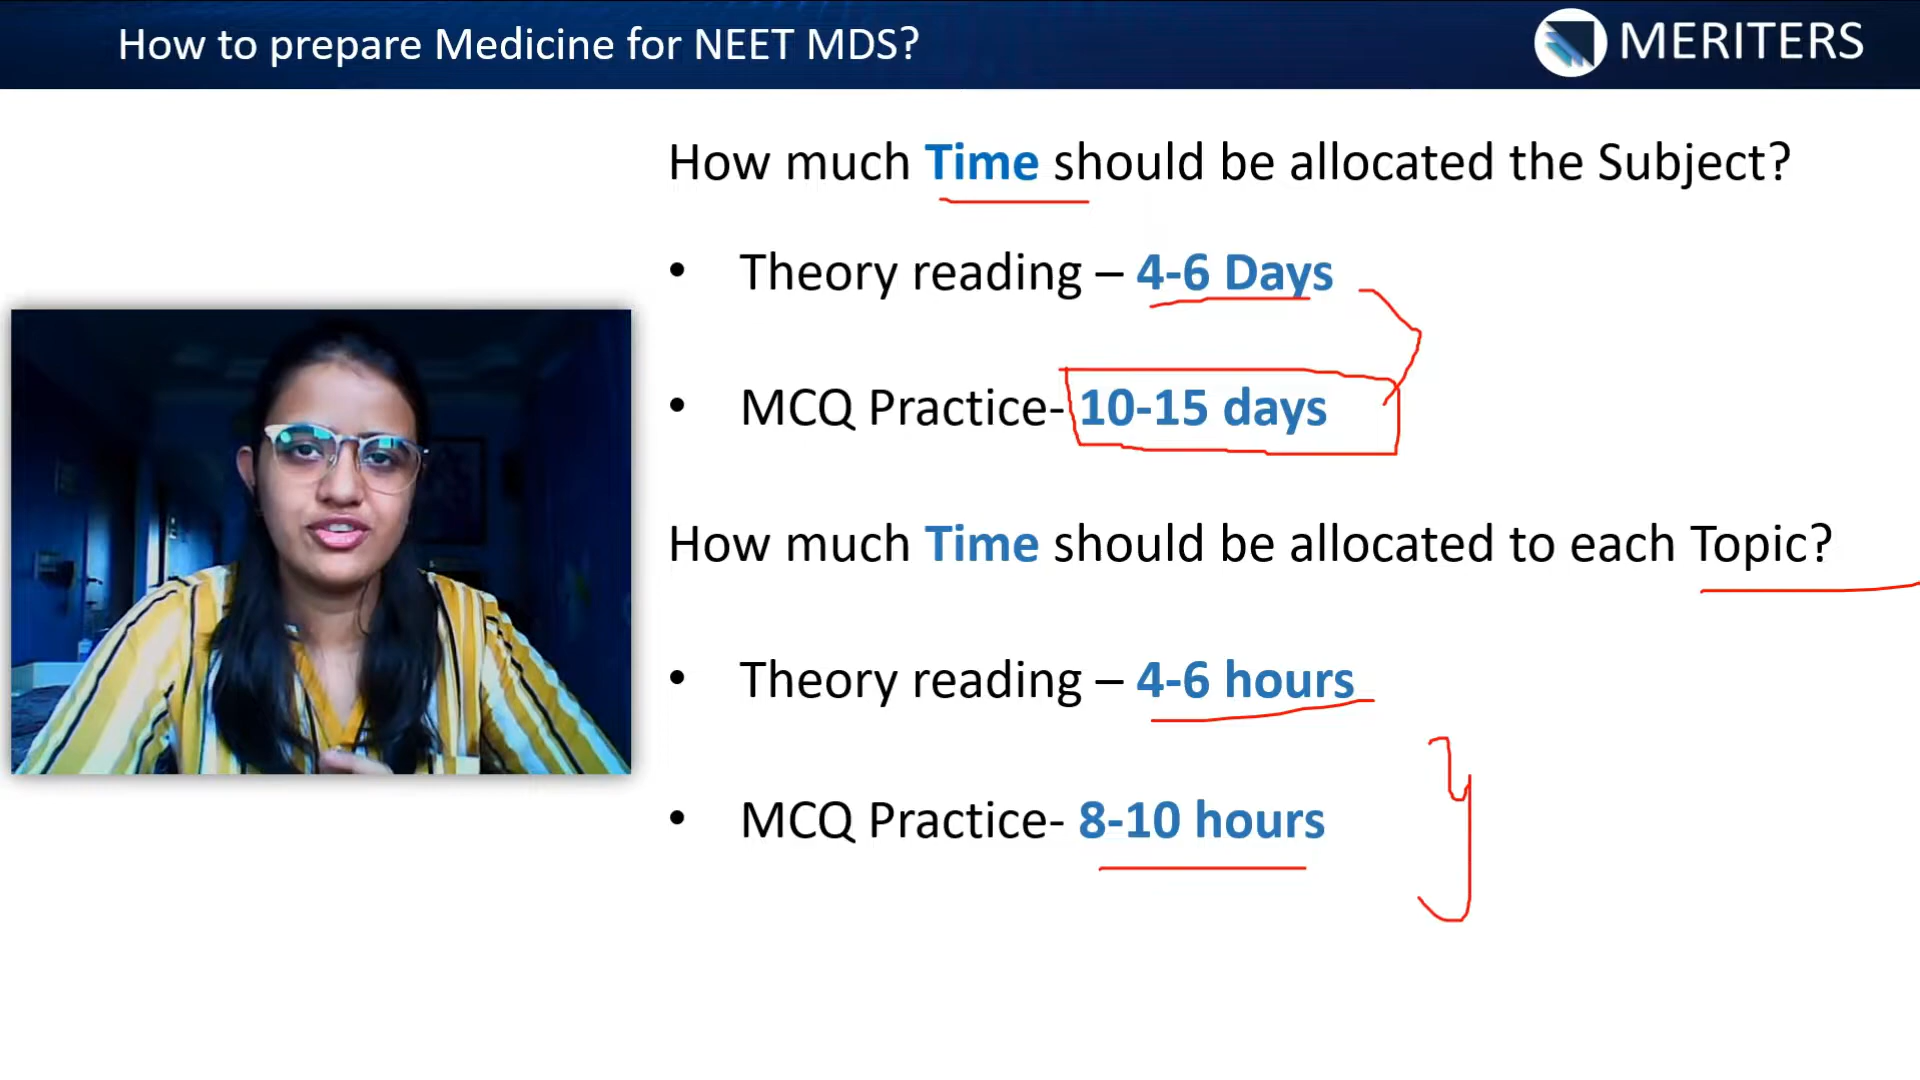 How to prepare Medicine for NEET MDS?
MERITERS
How much Time should be allocated the Subject?
• Theory reading – 4-6 Days
• MCQ Practice- 10-15 days
How much Time should be allocated to each Topic?
• Theory reading – 4-6 hours
• MCQ Practice- 8-10 hours